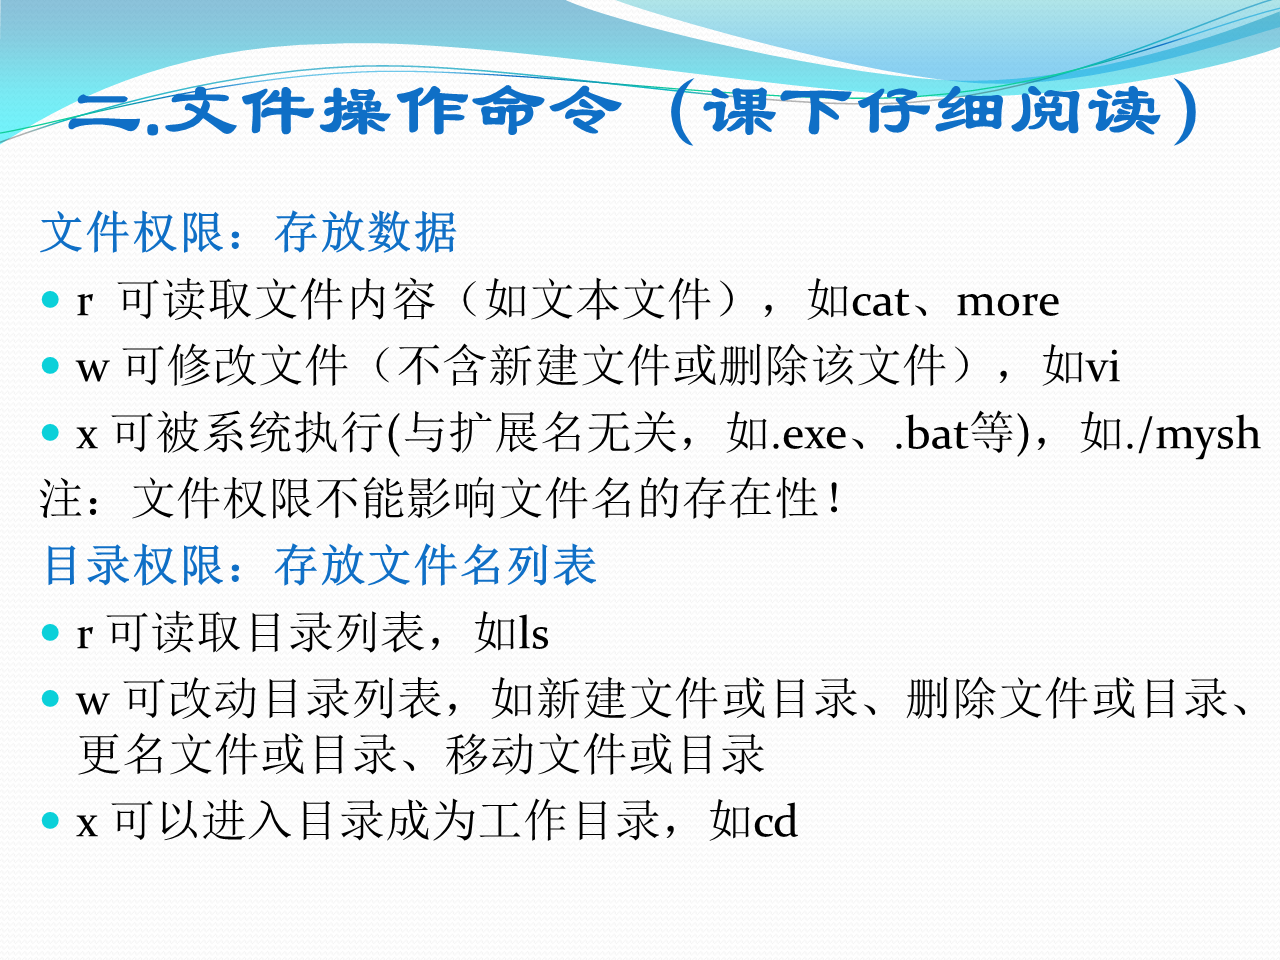 二.文件操作命令（课下仔细阅读）
文件权限：存放数据
r 可读取文件内容（如文本文件），如cat、more
w 可修改文件（不含新建文件或删除该文件），如vi
x 可被系统执行(与扩展名无关，如.exe、.bat等)，如./mysh
注：文件权限不能影响文件名的存在性！
目录权限：存放文件名列表
r 可读取目录列表，如ls
w 可改动目录列表，如新建文件或目录、删除文件或目录、
更名文件或目录、移动文件或目录
x 可以进入目录成为工作目录，如cd